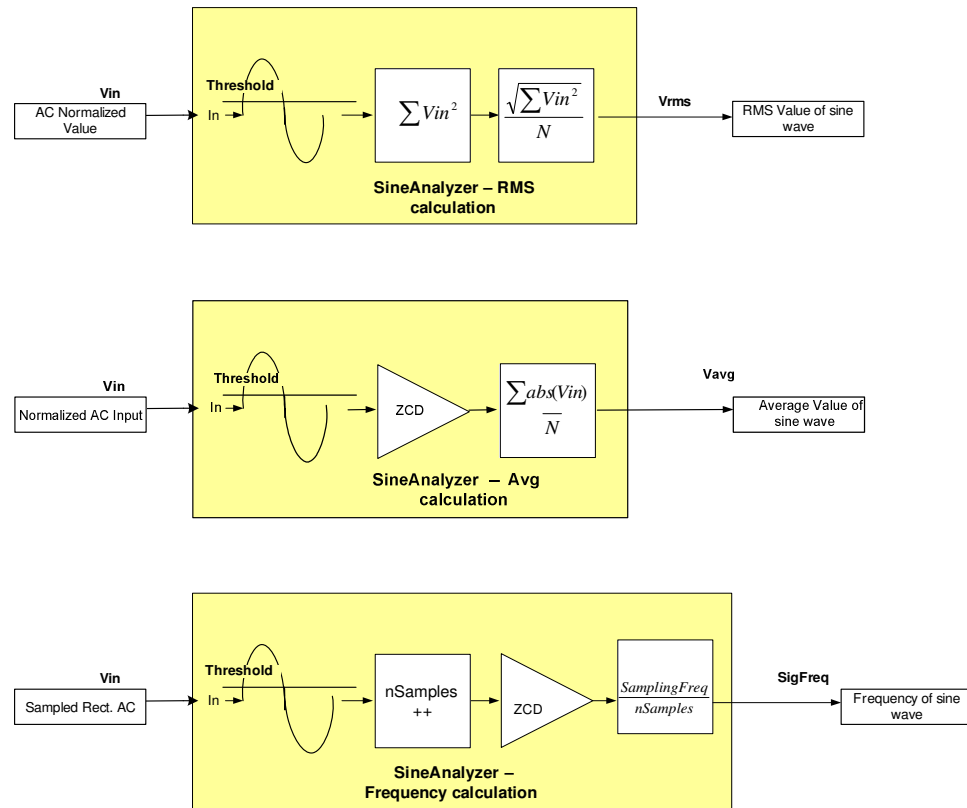 Vin
AC Normalized
Value
Threshold
In
∑Vin²
√∑Vin²
N
Vrms
RMS Value of sine
wave
SineAnalyzer – RMS
calculation
Vin
Normalized AC Input
Threshold
In
ZCD
∑abs(Vin)
N
Vavg
Average Value of
sine wave
SineAnalyzer – Avg
calculation
Vin
Sampled Rect. AC
Threshold
In
nSamples
++
ZCD
SamplingFreq
nSamples
SigFreq
Frequency of sine
wave
SineAnalyzer –
Frequency calculation